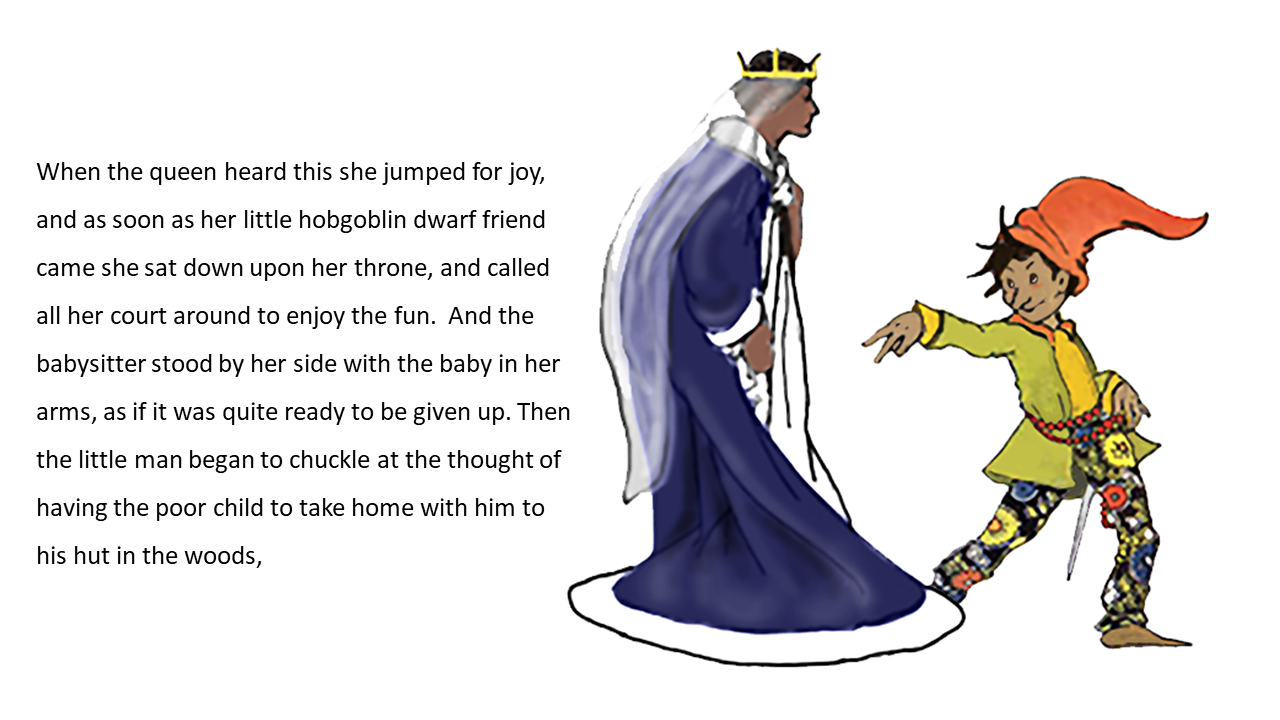 When the queen heard this she jumped for joy,
and as soon as her little hobgoblin dwarf friend
came she sat down upon her throne, and called
all her court around to enjoy the fun.  And the
babysitter stood by her side with the baby in her
arms, as if it was quite ready to be given up. Then
the little man began to chuckle at the thought of
having the poor child to take home with him to
his hut in the woods,